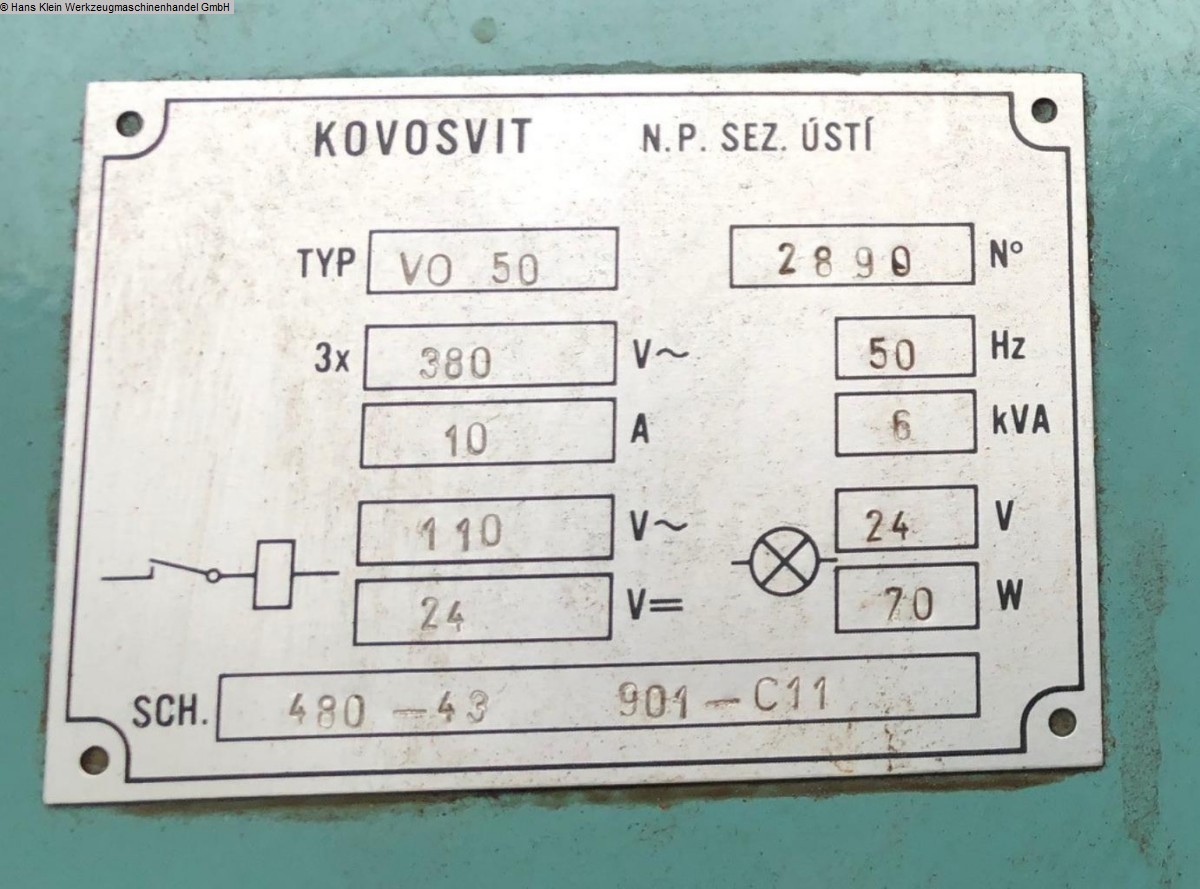 © Hans Klein Werkzeugmaschinenhandel GmbH
KOVOSVIT N.P. SEZ. ÚSTÍ
TYP VO 50 2890 Nº
3x 380 V~ 50 Hz
10 A 6 kVA
110 V~ 24 V
24 V= 70 W
SCH. 480-43 901-C11